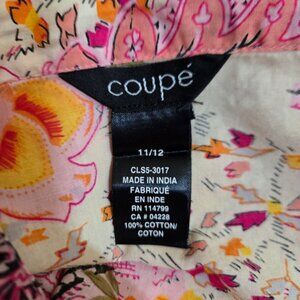 coupé
11/12
CLS5-3017
MADE IN INDIA
FABRIQUÉ
EN INDE
RN 114799
CA # 04228
100% COTTON/
COTON